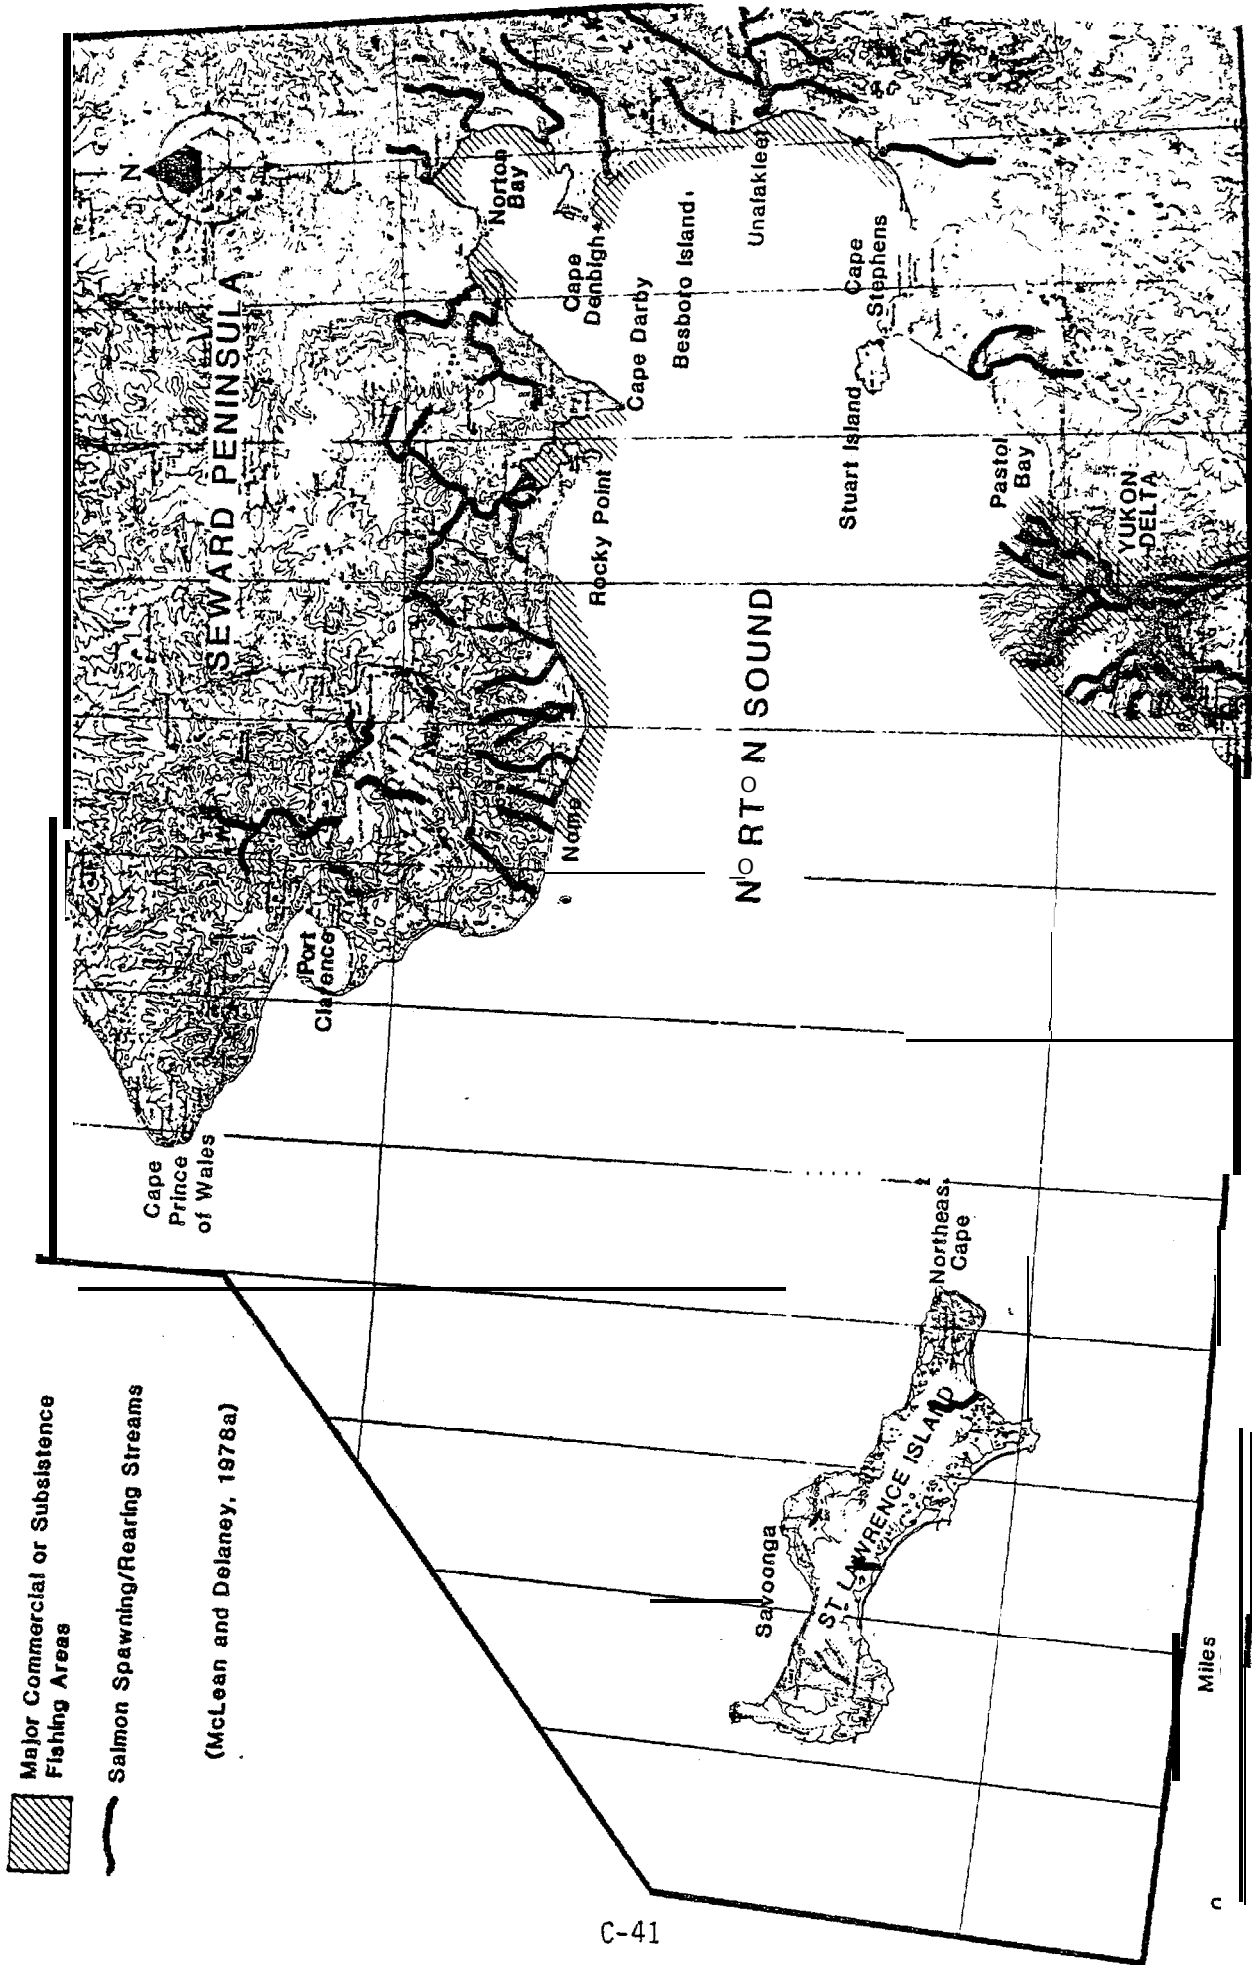 Major Commercial or Subsistence
Fishing Areas
Salmon Spawning/Rearing Streams
(McLean and Delaney, 1978a)
N
SEWARD PENINSULA
Cape
Prince
of Wales
Port
Clarence
Nome
Rocky Point
Cape Darby
Norton
Bay
Cape
Denbigh
Besboro Island
Unalakleet
Cape
Stephens
Stuart Island
Pastol
Bay
YUKON
DELTA
NORTON SOUND
Northeas
Cape
Savoonga
ST LAWRENCE ISLAND
Miles
C-41